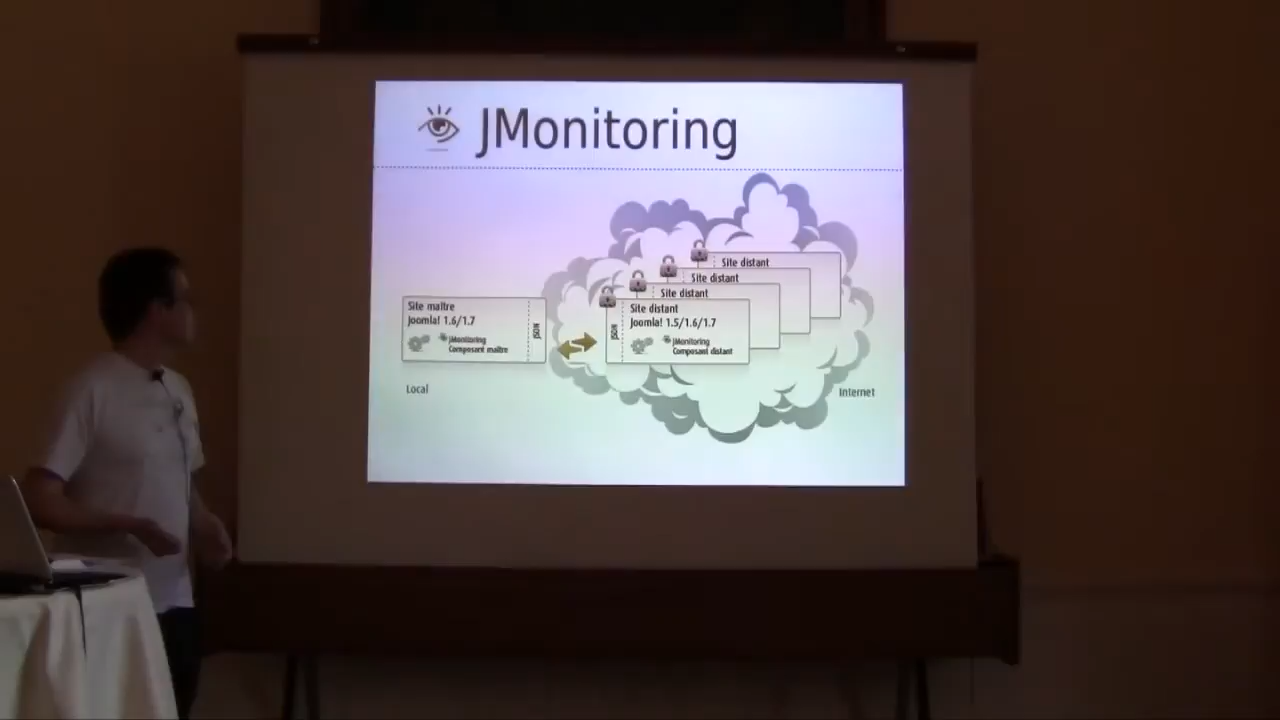 JMonitoring
Site distant
Site distant
Site distant
Site maître
Joomla! 1.6/1.7
JMonitoring
Composant maître
JSON
JSON
Site distant
Joomla! 1.5/1.6/1.7
JMonitoring
Composant distant
Local
Internet